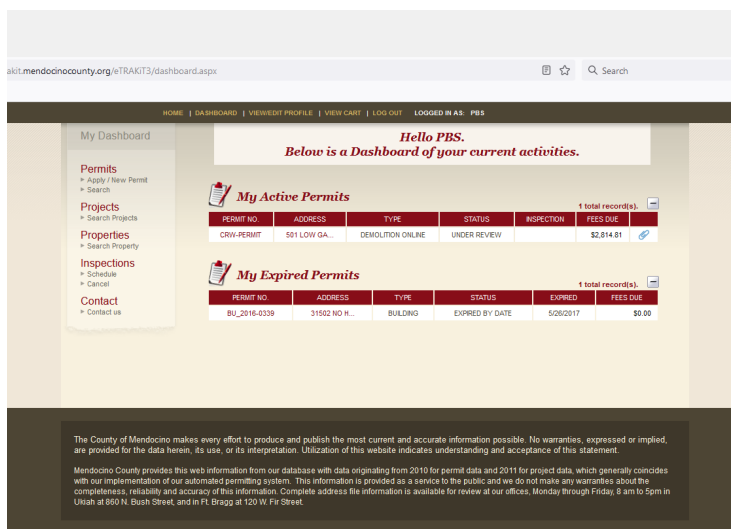 akit.mendocinocounty.org/eTRAKiT3/dashboard.aspx
Search
HOME | DASHBOARD | VIEW/EDIT PROFILE | VIEW CART | LOG OUT LOGGED IN AS: PBS
My Dashboard
Permits
Apply / New Permit
Search
Projects
Search Projects
Properties
Search Property
Inspections
Schedule
Cancel
Contact
Contact us
Hello
PBS.
Below is a Dashboard of your current activities.
My Active Permits
1 total record(s).
PERMIT NO. ADDRESS TYPE STATUS INSPECTION FEES DUE
CRW-PERMIT 501 LOW GA... DEMOLITION ONLINE UNDER REVIEW $2,814.81
My Expired Permits
1 total record(s).
PERMIT NO. ADDRESS TYPE STATUS EXPIRED FEES DUE
BU_2016-0339 31502 NO H... BUILDING EXPIRED BY DATE 5/26/2017 $0.00
The County of Mendocino makes every effort to produce and publish the most current and accurate information possible. No warranties, expressed or implied,
are provided for the data herein, its use, or its interpretation. Utilization of this website indicates understanding and acceptance of this statement.
Mendocino County provides this web information from our database with data originating from 2010 for permit data and 2011 for project data, which generally coincides
with our implementation of our automated permitting system. This information is provided as a service to the public and we do not make any warranties about the
completeness, reliability and accuracy of this information. Complete address file information is available for review at our offices, Monday through Friday, 8 am to 5pm in
Ukiah at 860 N. Bush Street, and in Ft. Bragg at 120 W. Fir Street.